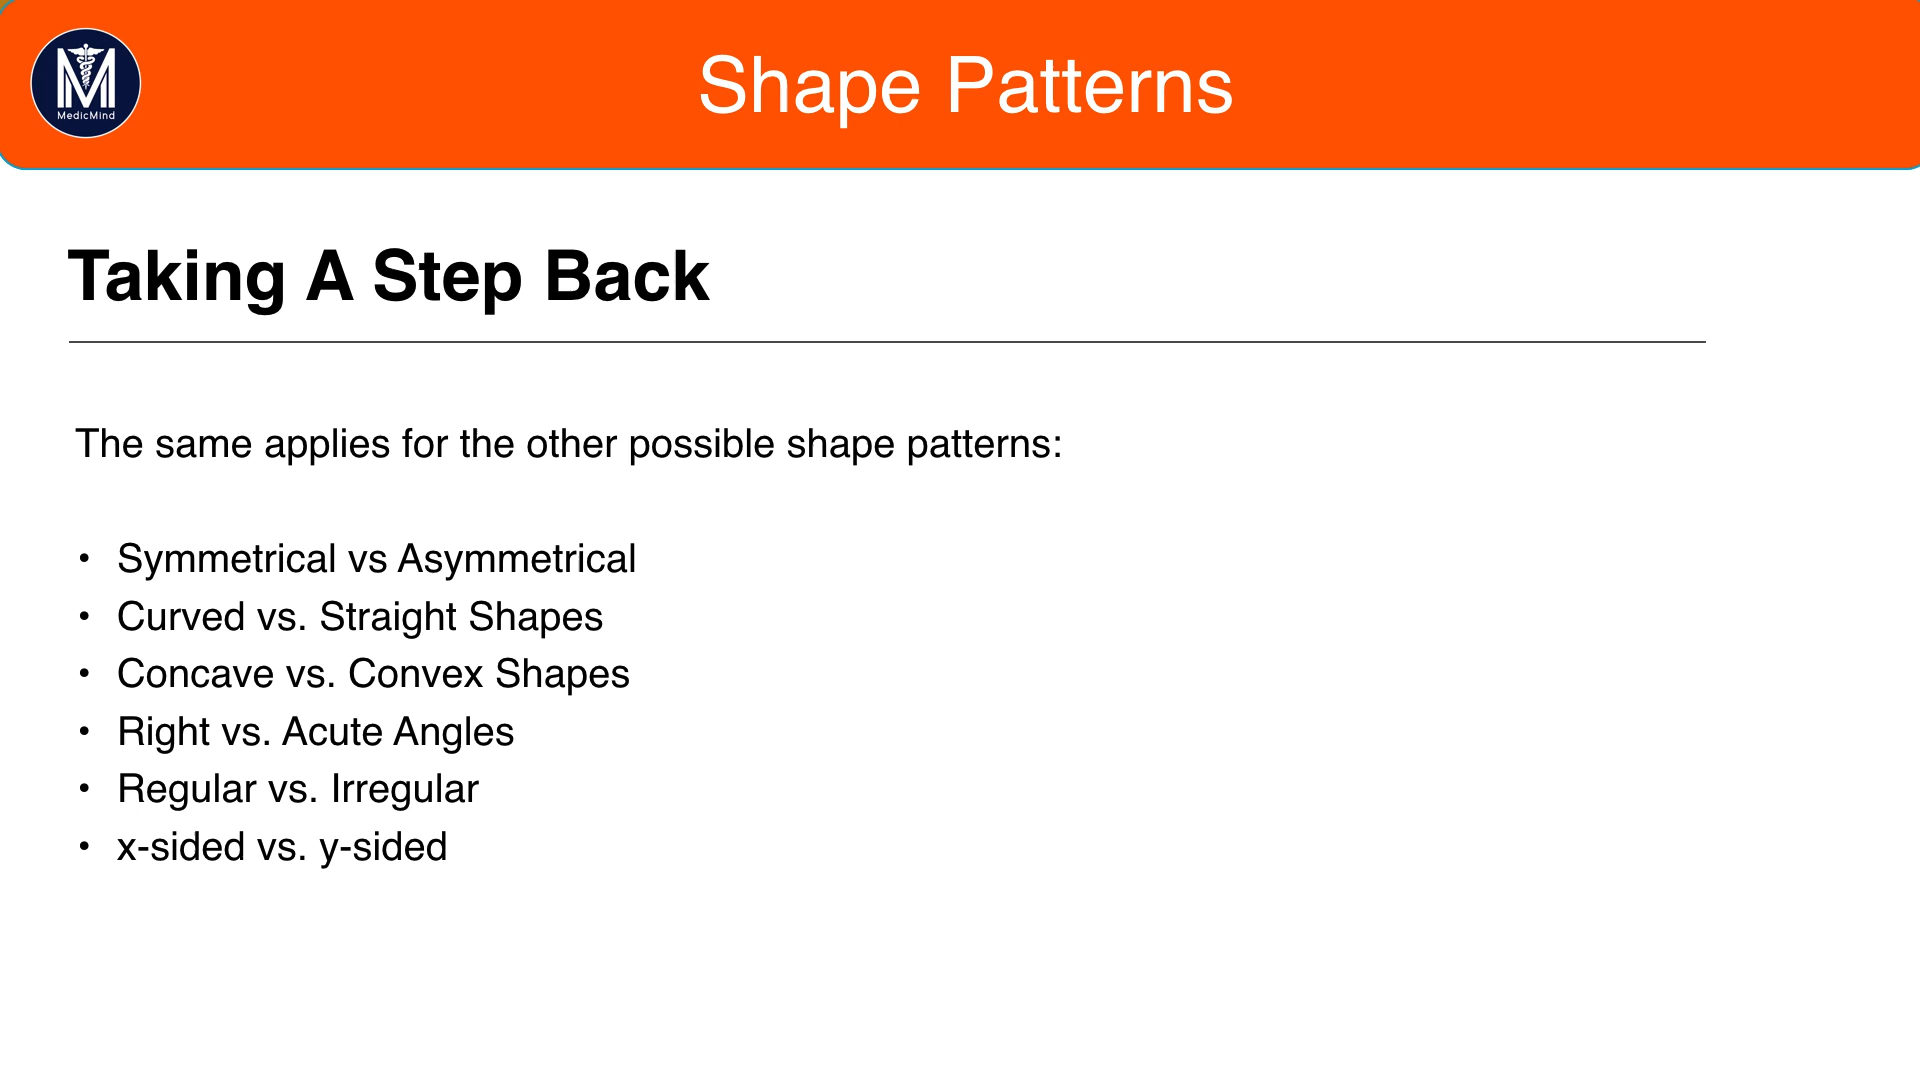 MedicMind
Shape Patterns
Taking A Step Back
The same applies for the other possible shape patterns:
• Symmetrical vs Asymmetrical
• Curved vs. Straight Shapes
• Concave vs. Convex Shapes
• Right vs. Acute Angles
• Regular vs. Irregular
• x-sided vs. y-sided